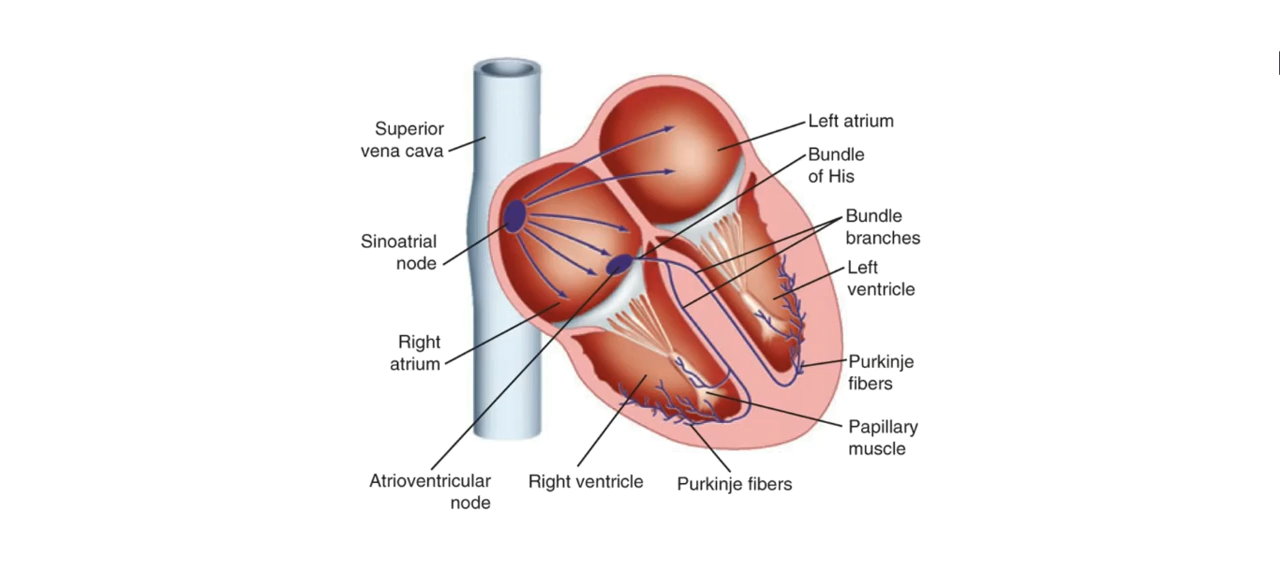 Superior
vena cava
Sinoatrial
node
Right
atrium
Atrioventricular
node
Right ventricle
Purkinje fibers
Left atrium
Bundle
of His
Bundle
branches
Left
ventricle
Purkinje
fibers
Papillary
muscle